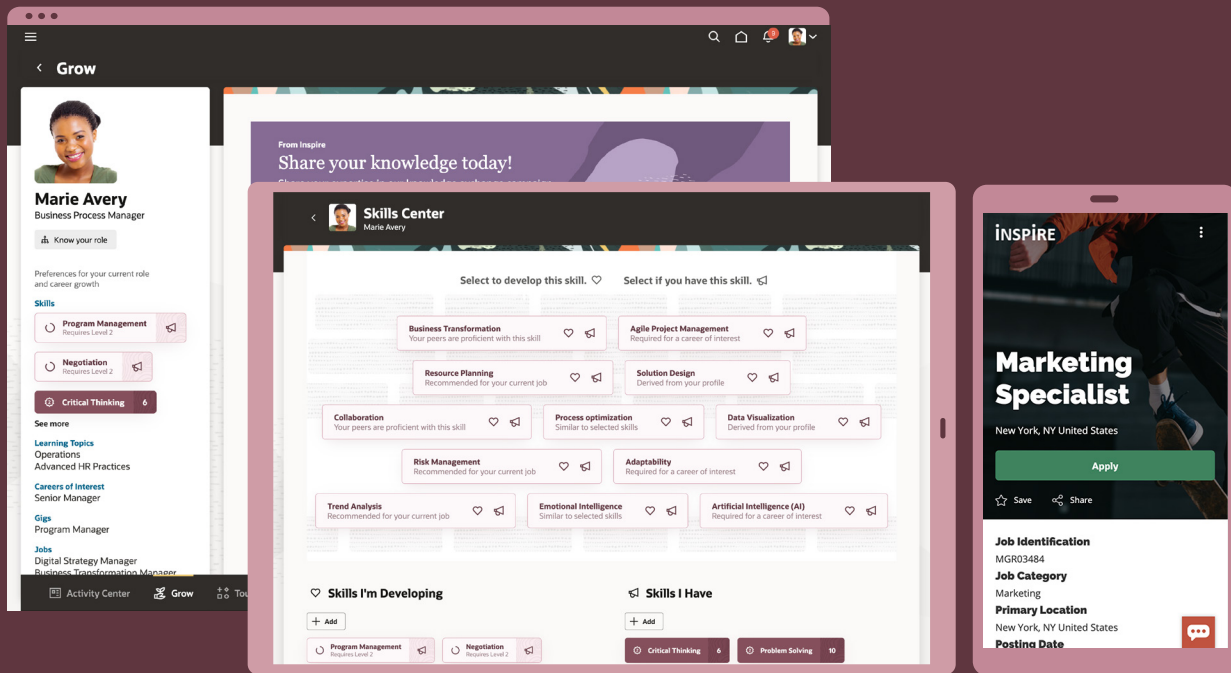 9
Grow
Marie Avery
Business Process Manager
Know your role
Preferences for your current role
and career growth
Skills
Program Management
Requires Level 2
Negotiation
Requires Level 2
Critical Thinking 6
See more
Learning Topics
Operations
Advanced HR Practices
Careers of Interest
Senior Manager
Gigs
Program Manager
Jobs
Digital Strategy Manager
Business Transformation Manager
Activity Center
Grow
From Inspire
Share your knowledge today!
Skills Center
Marie Avery
Select to develop this skill.
Select if you have this skill.
Business Transformation
Your peers are proficient with this skill
Agile Project Management
Required for a career of interest
Resource Planning
Recommended for your current job
Solution Design
Derived from your profile
Collaboration
Your peers are proficient with this skill
Process optimization
Similar to selected skills
Data Visualization
Derived from your profile
Risk Management
Recommended for your current job
Adaptability
Required for a career of interest
Trend Analysis
Recommended for your current job
Emotional Intelligence
Similar to selected skills
Artificial Intelligence (AI)
Required for a career of interest
Skills I'm Developing
+ Add
Program Management
Requires Level 2
Negotiation
Requires Level 2
Skills I Have
+ Add
Critical Thinking 6
Problem Solving 10
INSPIRE
Marketing
Specialist
New York, NY United States
Apply
Save
Share
Job Identification
MGR03484
Job Category
Marketing
Primary Location
New York, NY United States
Posting Date